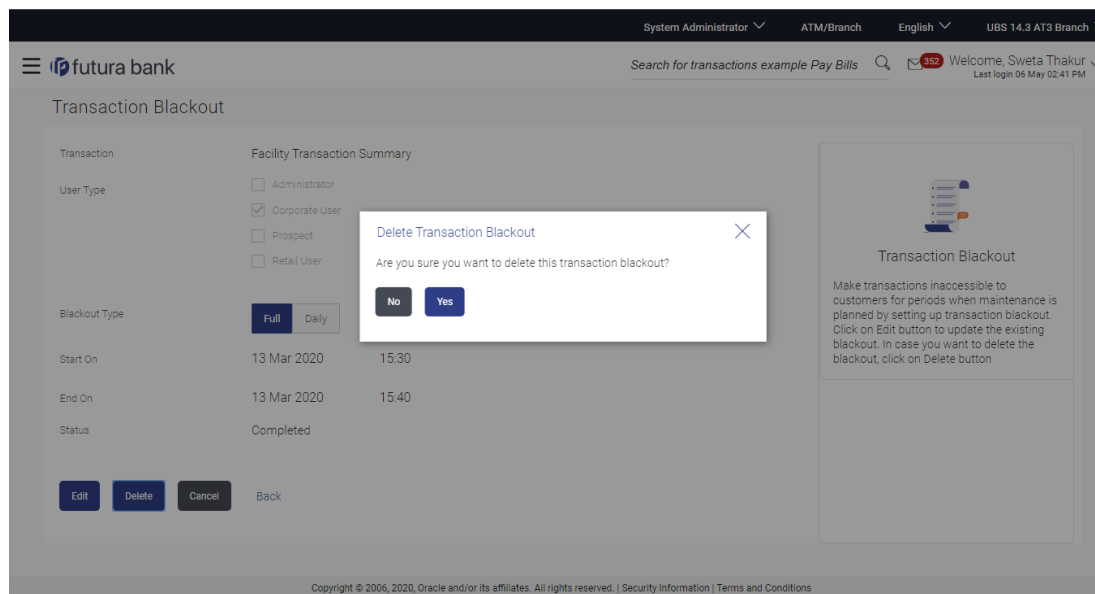 System Administrator ATM/Branch English UBS 14.3 AT3 Branch
futura bank Search for transactions example Pay Bills 352 Welcome, Sweta Thakur
Last login 06 May 02:41 PM
Transaction Blackout
Transaction Facility Transaction Summary
User Type Administrator
Corporate User
Prospect
Retail User
Delete Transaction Blackout
Are you sure you want to delete this transaction blackout?
No Yes
Blackout Type Full Daily
Start On 13 Mar 2020 15:30
End On 13 Mar 2020 15:40
Status Completed
Edit Delete Cancel Back
Transaction Blackout
Make transactions inaccessible to
customers for periods when maintenance is
planned by setting up transaction blackout.
Click on Edit button to update the existing
blackout. In case you want to delete the
blackout, click on Delete button
Copyright © 2006, 2020, Oracle and/or its affiliates. All rights reserved. | Security Information | Terms and Conditions